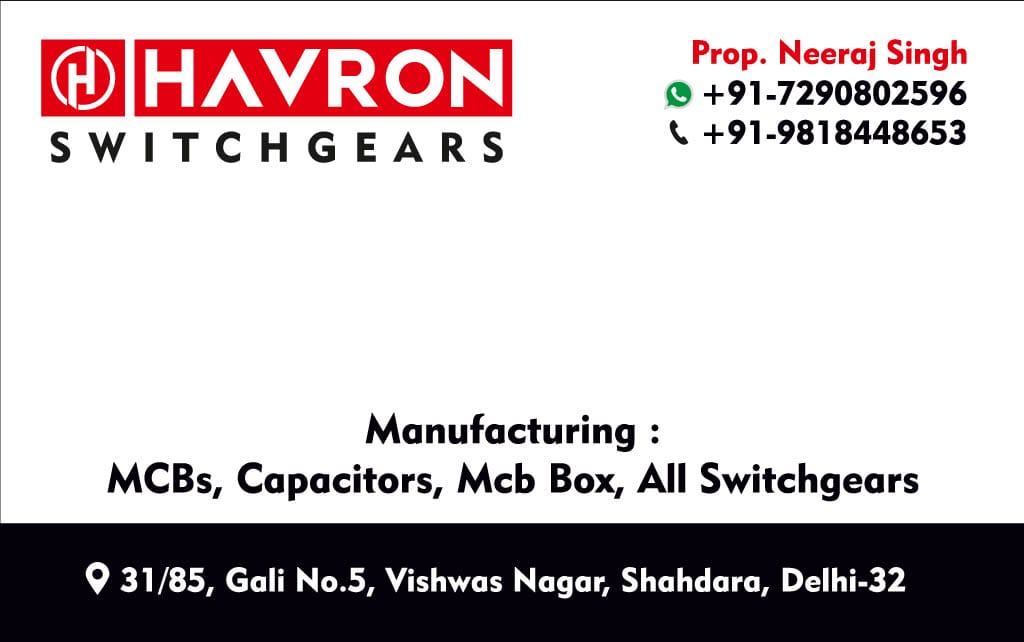 HAVRON
SWITCHGEARS
Prop. Neeraj Singh
+91-7290802596
+91-9818448653
Manufacturing :
MCBs, Capacitors, Mcb Box, All Switchgears
31/85, Gali No.5, Vishwas Nagar, Shahdara, Delhi-32